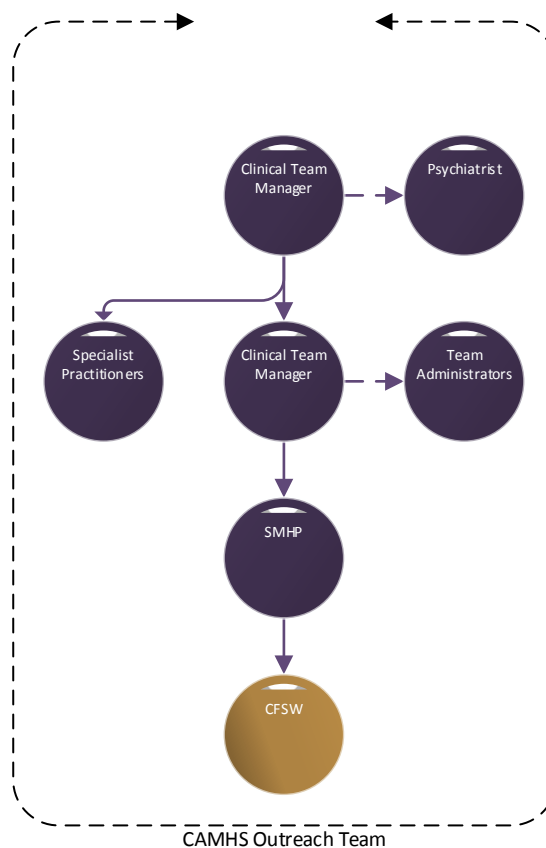 Clinical Team
Manager
Psychiatrist
Specialist
Practitioners
Clinical Team
Manager
Team
Administrators
SMHP
CFSW
CAMHS Outreach Team